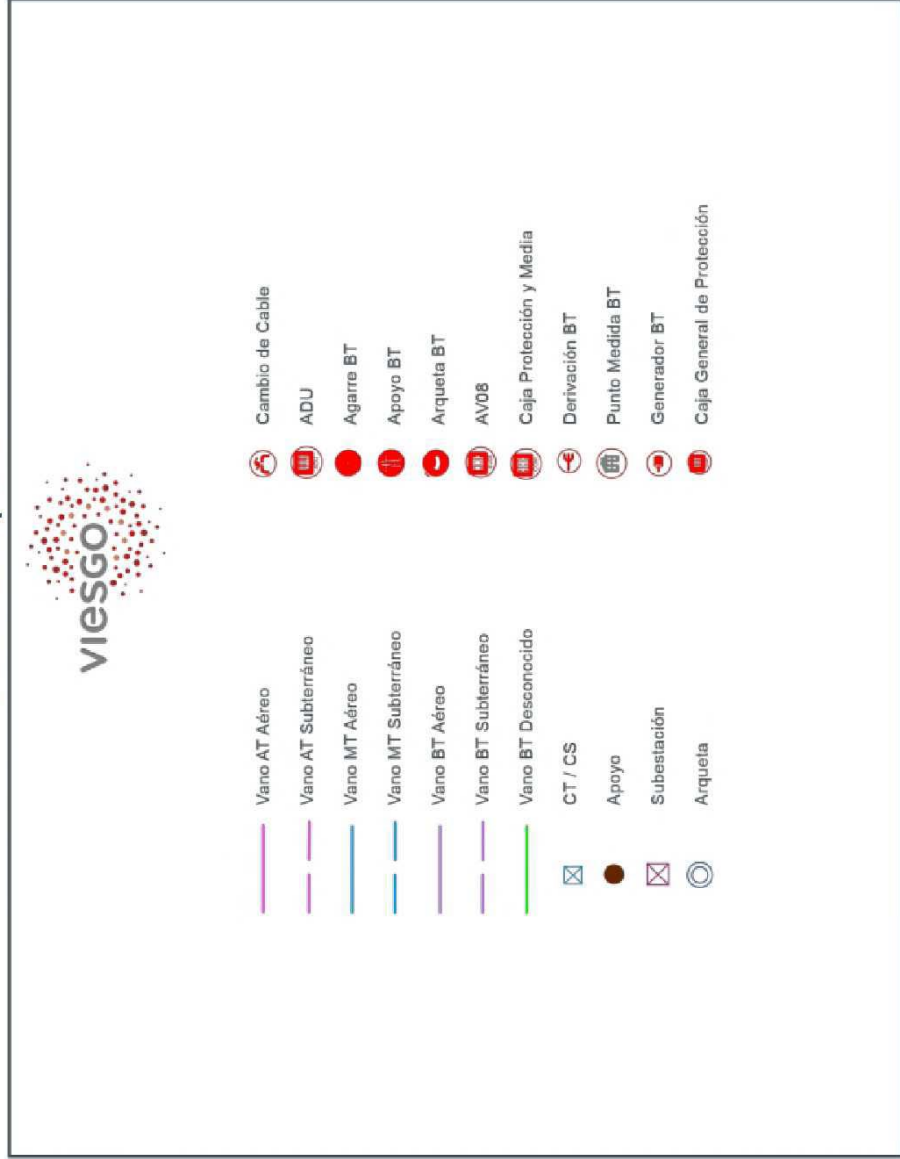 viesgo
Vano AT Aéreo
Vano AT Subterráneo
Vano MT Aéreo
Vano MT Subterráneo
Vano BT Aéreo
Vano BT Subterráneo
Vano BT Desconocido
CT / CS
Apoyo
Subestación
Arqueta
Cambio de Cable
ADU
Agarre BT
Apoyo BT
Arqueta BT
AV08
Caja Protección y Media
Derivación BT
Punto Medida BT
Generador BT
Caja General de Protección